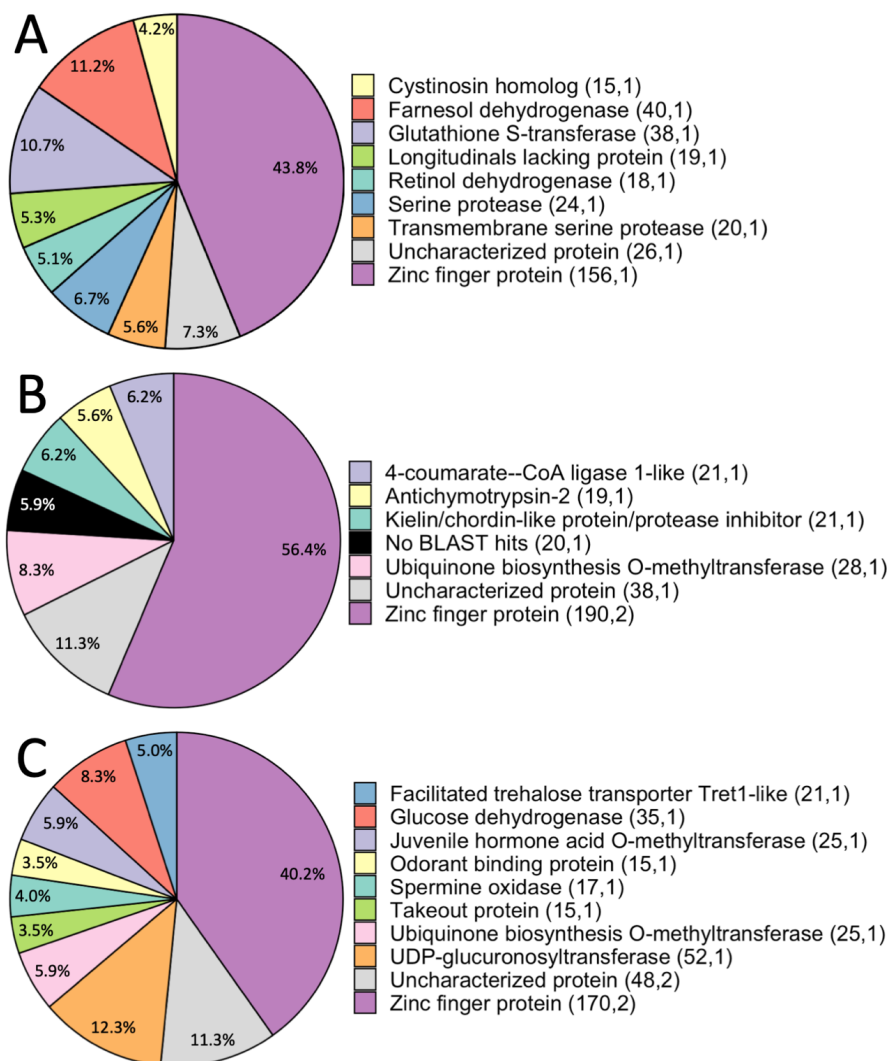 A
4.2%
11.2%
10.7%
43.8%
5.3%
5.1%
6.7%
5.6%
7.3%
Cystinosin homolog (15,1)
Farnesol dehydrogenase (40,1)
Glutathione S-transferase (38,1)
Longitudinals lacking protein (19,1)
Retinol dehydrogenase (18,1)
Serine protease (24,1)
Transmembrane serine protease (20,1)
Uncharacterized protein (26,1)
Zinc finger protein (156,1)
B
6.2%
5.6%
6.2%
5.9%
56.4%
8.3%
11.3%
4-coumarate--CoA ligase 1-like (21,1)
Antichymotrypsin-2 (19,1)
Kielin/chordin-like protein/protease inhibitor (21,1)
No BLAST hits (20,1)
Ubiquinone biosynthesis O-methyltransferase (28,1)
Uncharacterized protein (38,1)
Zinc finger protein (190,2)
C
5.0%
8.3%
5.9%
40.2%
3.5%
4.0%
3.5%
5.9%
12.3%
11.3%
Facilitated trehalose transporter Tret1-like (21,1)
Glucose dehydrogenase (35,1)
Juvenile hormone acid O-methyltransferase (25,1)
Odorant binding protein (15,1)
Spermine oxidase (17,1)
Takeout protein (15,1)
Ubiquinone biosynthesis O-methyltransferase (25,1)
UDP-glucuronosyltransferase (52,1)
Uncharacterized protein (48,2)
Zinc finger protein (170,2)